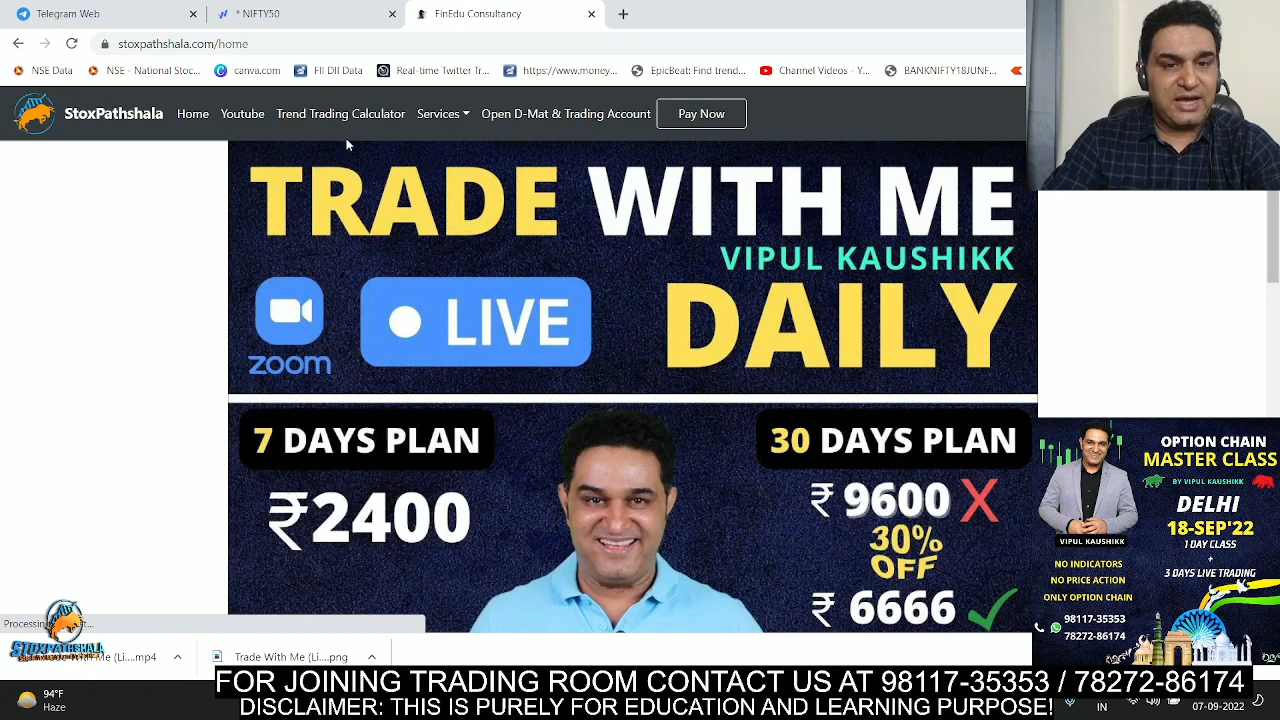 Telegram Web
* NIFTY50
FinEdu Consultancy
stoxpathshala.com/home
NSE Data
NSE - National Stoc...
canva.com
FII DII Data
Real-time TwitterTr...
https://www.money...
EpicBeat: Find tren...
Channel Videos - Y...
BANKNIFTY18JUNF...
StoxPathshala
Home
Youtube
Trend Trading Calculator
Services
Open D-Mat & Trading Account
Pay Now
TRADE WITH ME
VIPUL KAUSHIKK
zoom
LIVE
DAILY
7 DAYS PLAN
₹2400
30 DAYS PLAN
₹ 9600 X
30%
OFF
₹ 6666
OPTION CHAIN
MASTER CLASS
BY VIPUL KAUSHIKK
DELHI
18-SEP'22
1 DAY CLASS
+
3 DAYS LIVE TRADING
VIPUL KAUSHIKK
NO INDICATORS
NO PRICE ACTION
ONLY OPTION CHAIN
98117-35353
78272-86174
Processing
STOXPATHSHALA
Me (Li....mp4
Trade With Me (Li....png
FOR JOINING TRADING ROOM CONTACT US AT 98117-35353 / 78272-86174
DISCLAIMER: THIS IS PURELY FOR EDUCATION AND LEARNING PURPOSE!
94°F
Haze
IN
07-09-2022